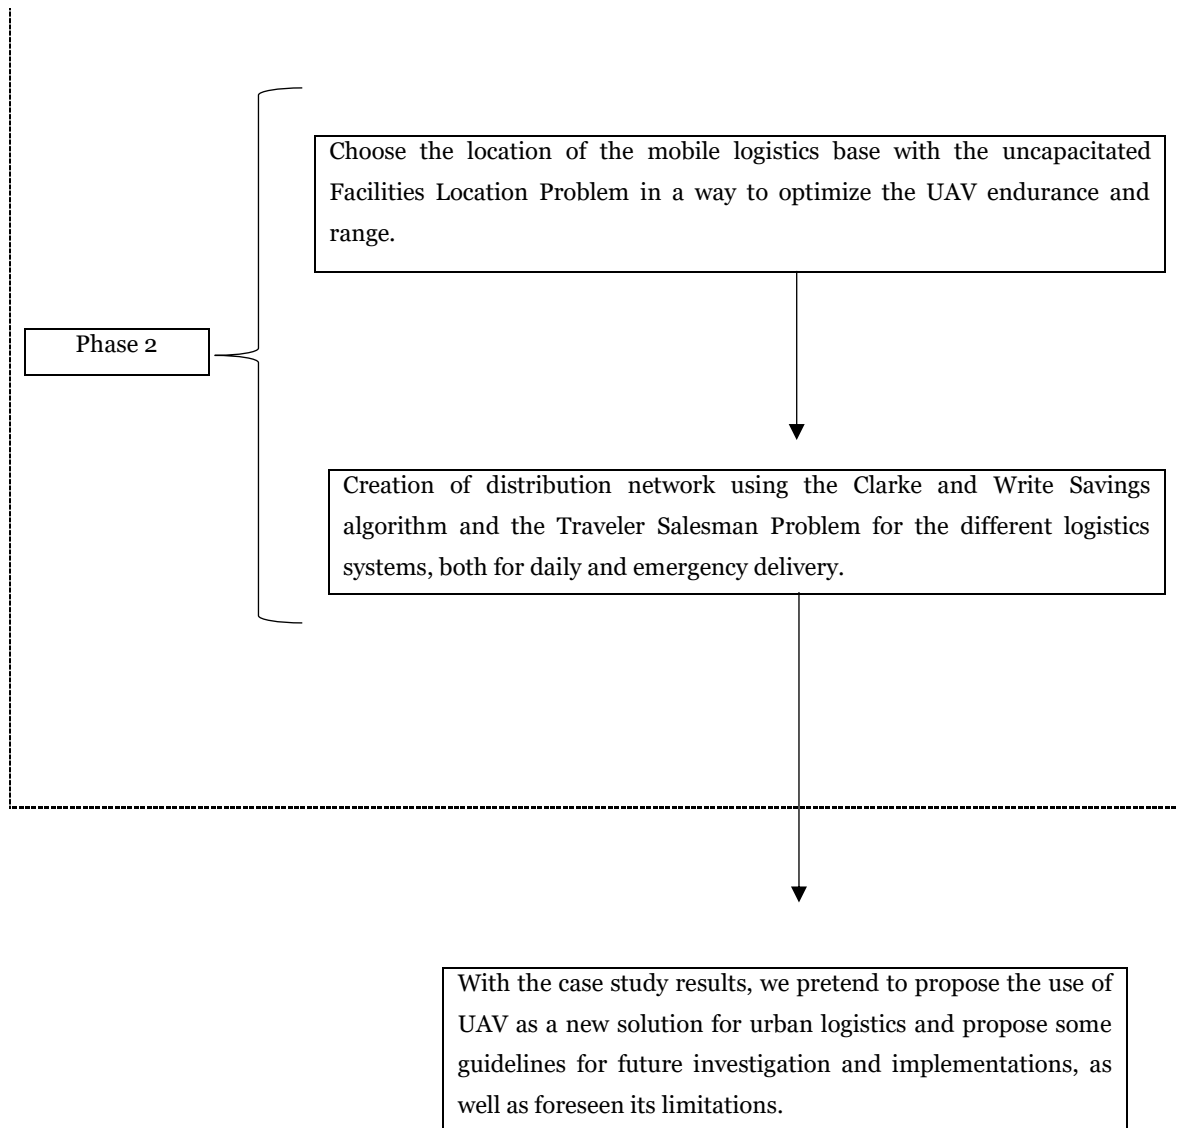 Choose the location of the mobile logistics base with the uncapacitated
Facilities Location Problem in a way to optimize the UAV endurance and
range.
Phase 2
Creation of distribution network using the Clarke and Write Savings
algorithm and the Traveler Salesman Problem for the different logistics
systems, both for daily and emergency delivery.
With the case study results, we pretend to propose the use of
UAV as a new solution for urban logistics and propose some
guidelines for future investigation and implementations, as
well as foreseen its limitations.